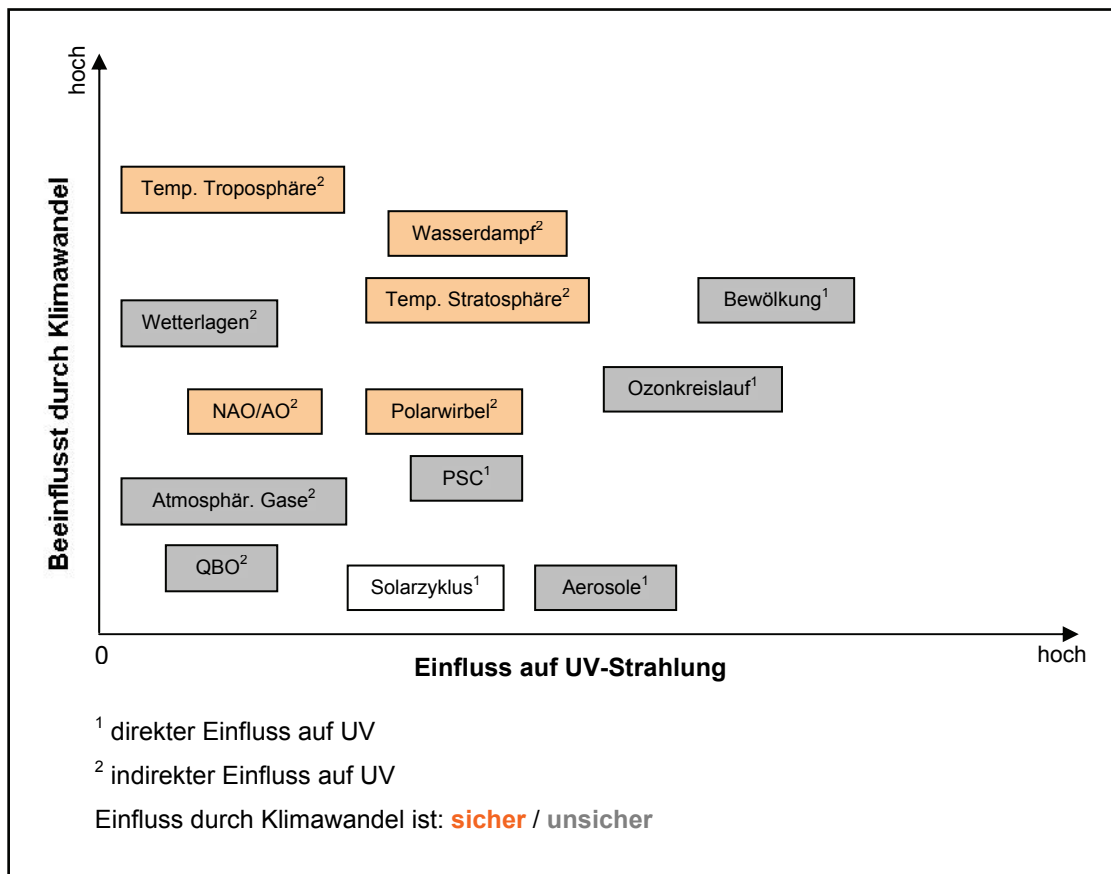 hoch
Beeinflusst durch Klimawandel
Temp. Troposphäre²
Wasserdampf²
Temp. Stratosphäre²
Bewölkung¹
Wetterlagen²
Ozonkreislauf¹
NAO/AO²
Polarwirbel²
PSC¹
Atmosphär. Gase²
QBO²
Solarzyklus¹
Aerosole¹
0
Einfluss auf UV-Strahlung
hoch
¹ direkter Einfluss auf UV
² indirekter Einfluss auf UV
Einfluss durch Klimawandel ist: sicher / unsicher